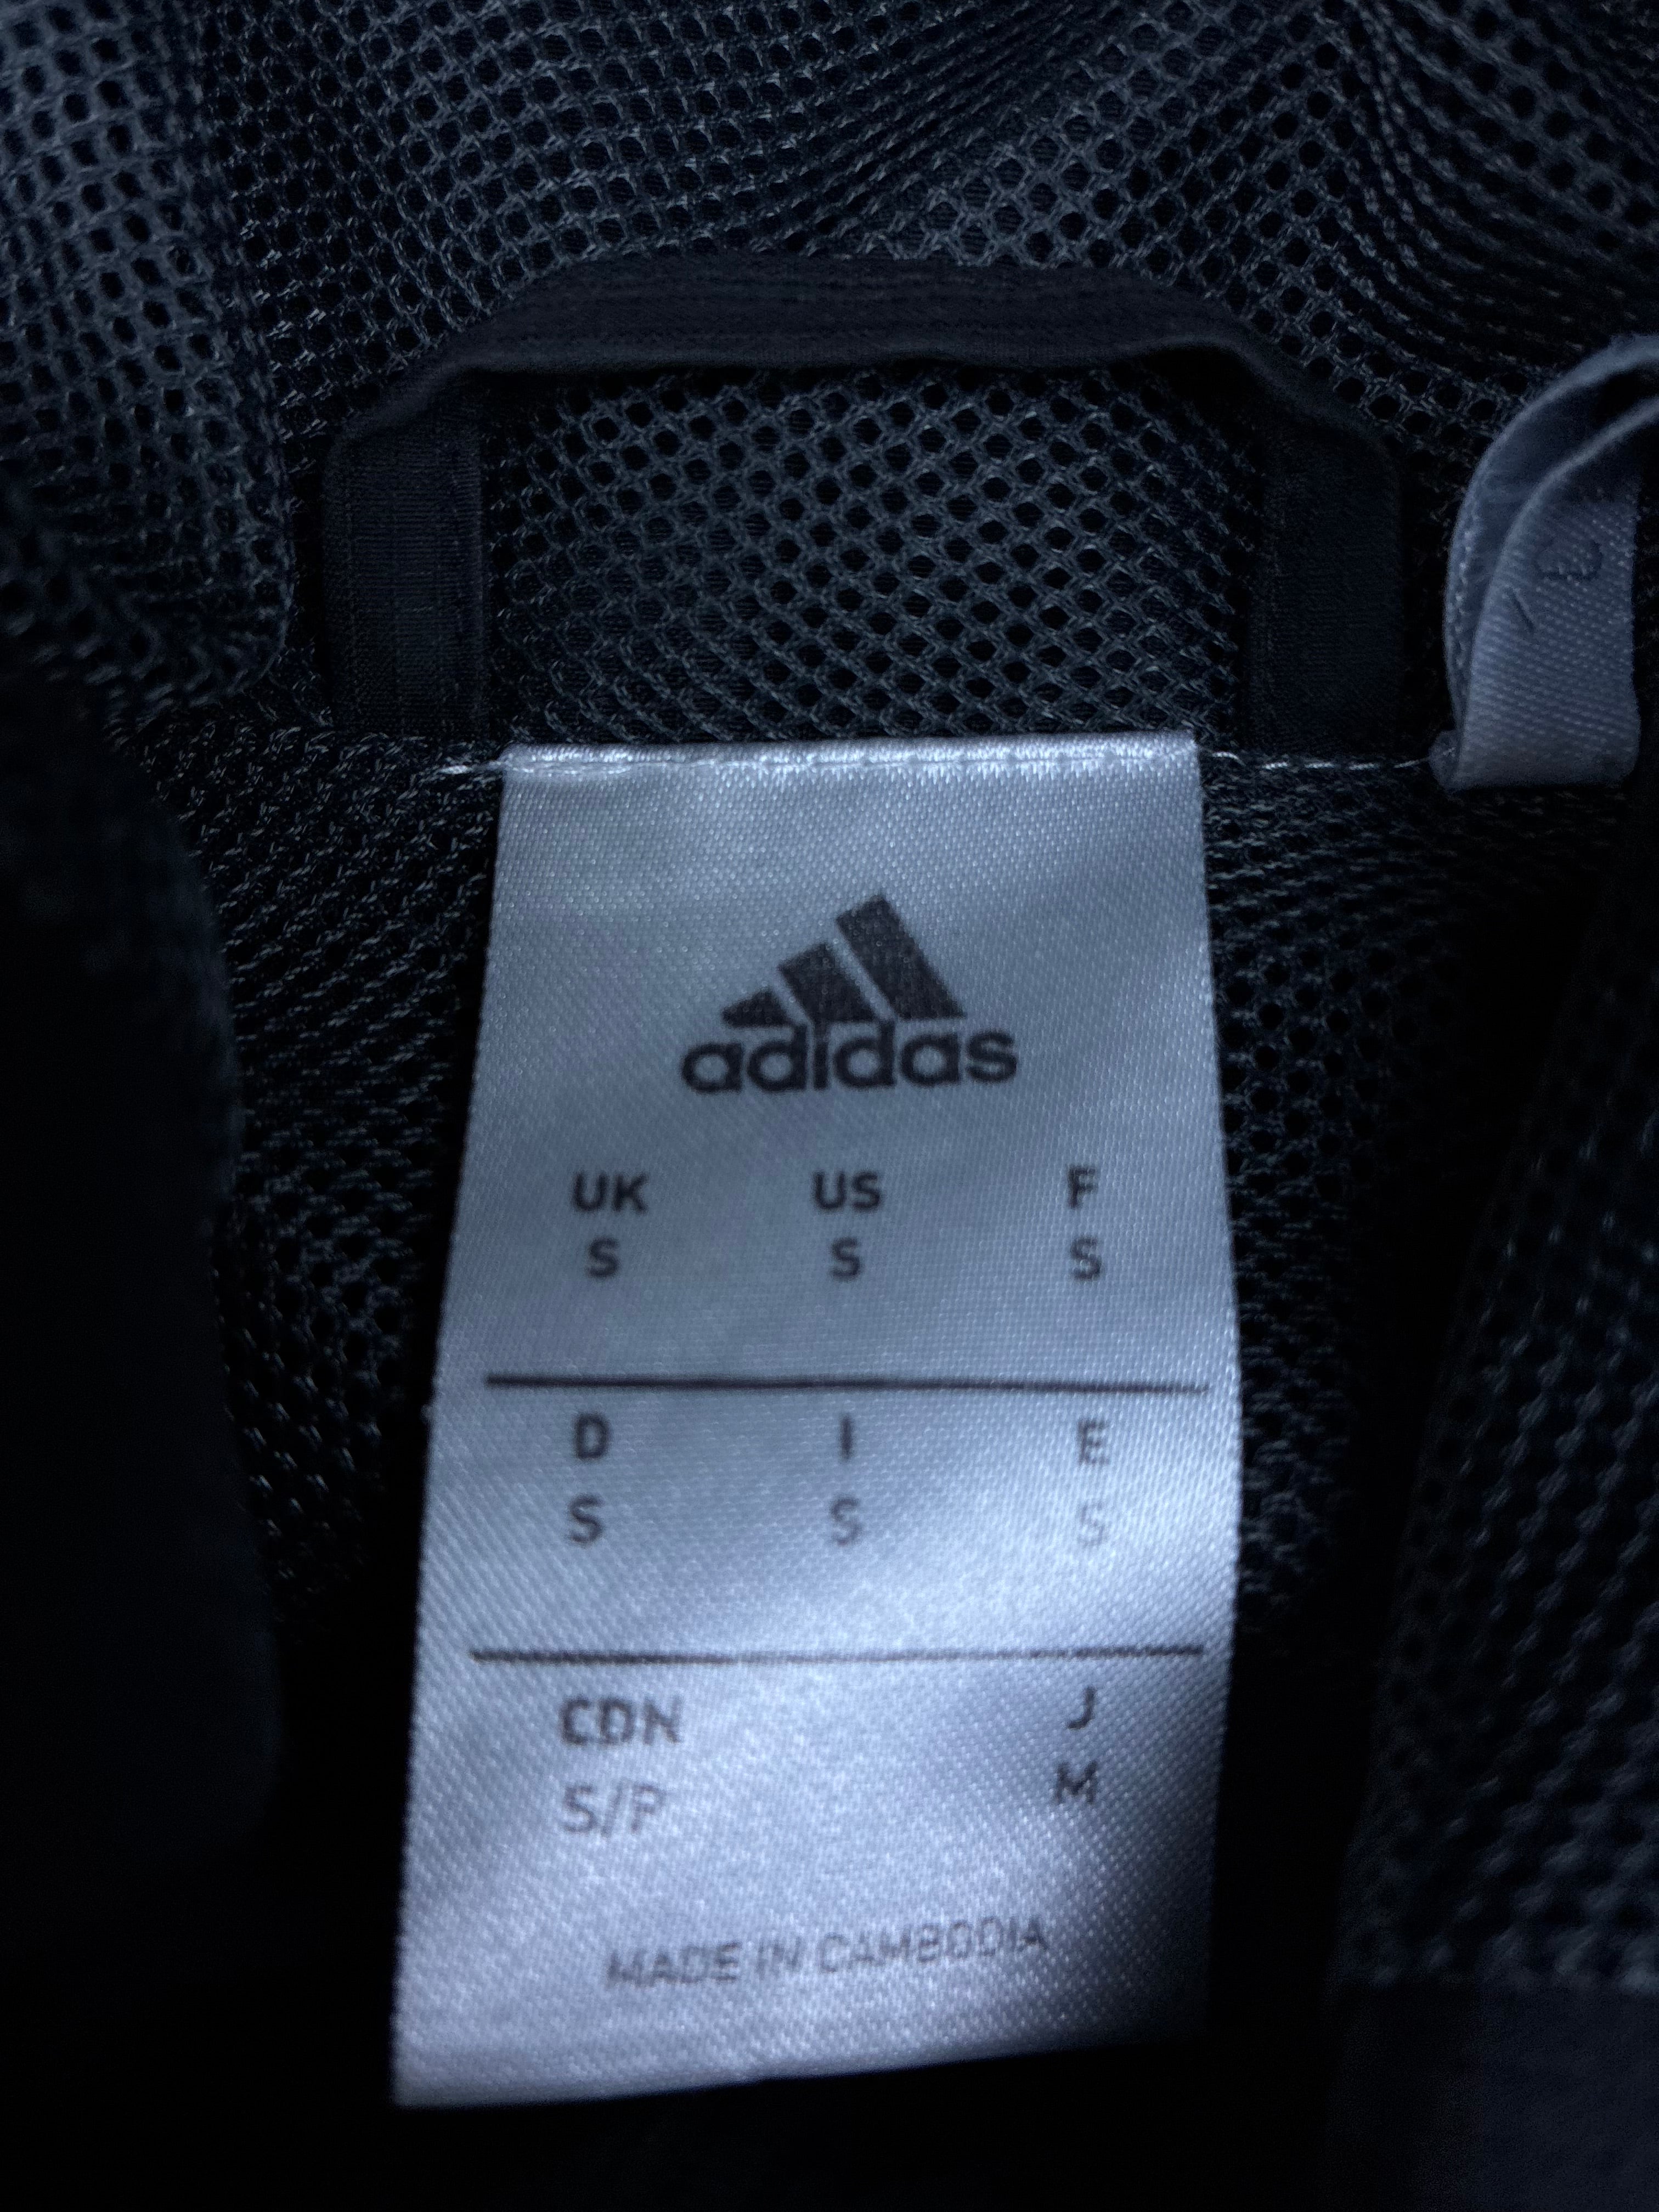 adidas
UK US F
S S S
D I E
S S S
CDN J
S/P M
MADE IN CAMBODIA